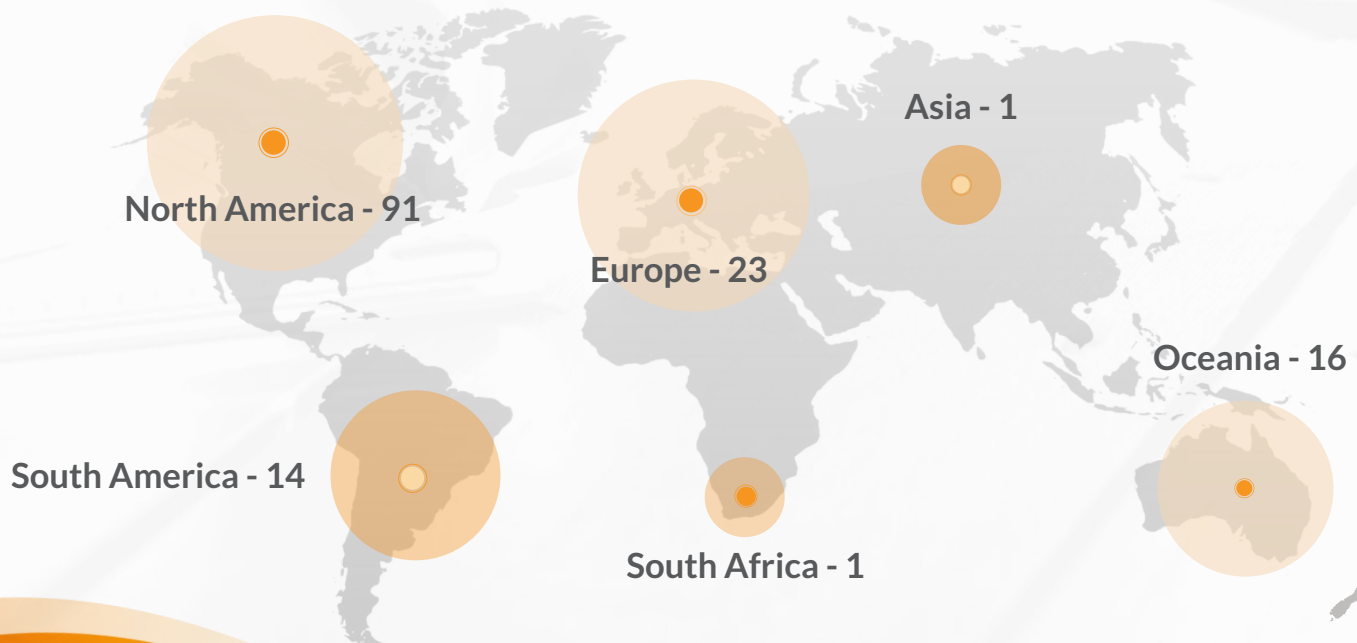 Asia - 1
North America - 91
Europe - 23
Oceania - 16
South America - 14
South Africa - 1